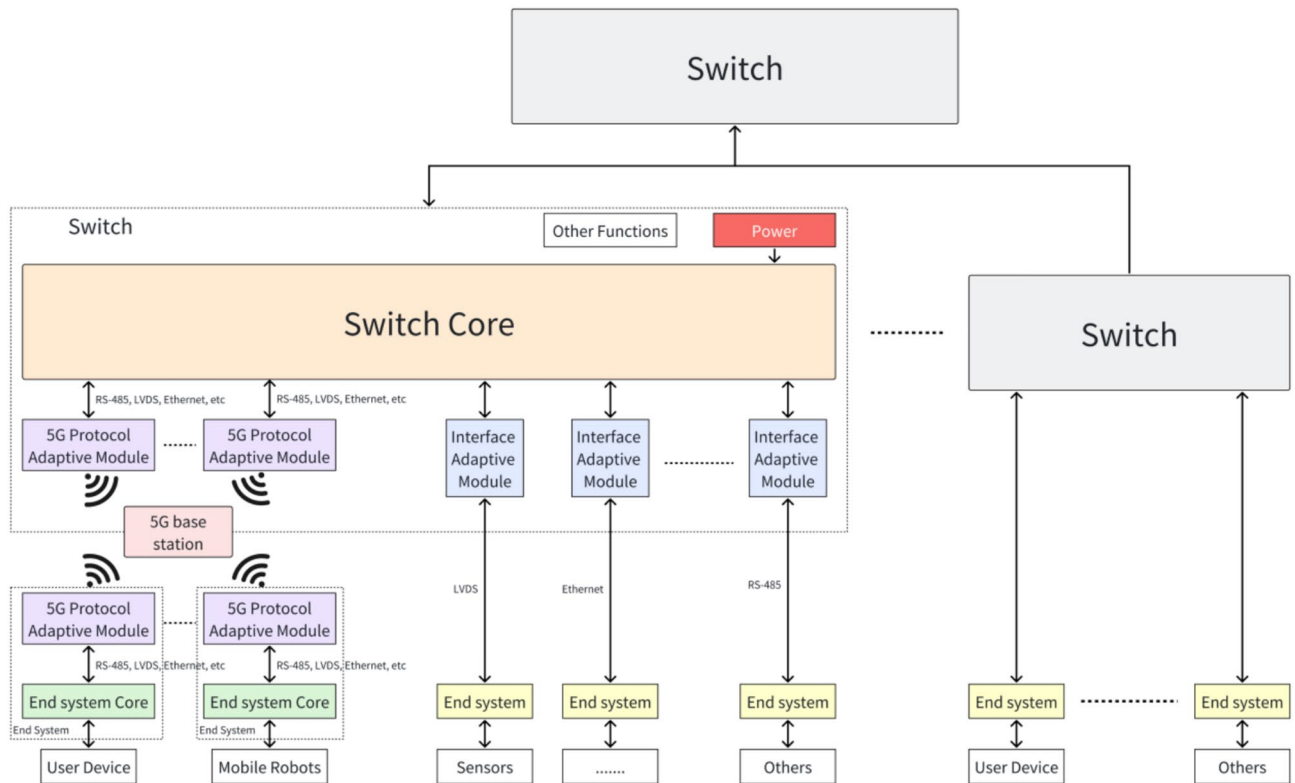 Switch
Switch
Other Functions
Power
Switch Core
Switch
RS-485, LVDS, Ethernet, etc
RS-485, LVDS, Ethernet, etc
5G Protocol
Adaptive Module
5G Protocol
Adaptive Module
Interface
Adaptive
Module
Interface
Adaptive
Module
Interface
Adaptive
Module
5G base
station
LVDS
Ethernet
RS-485
5G Protocol
Adaptive Module
5G Protocol
Adaptive Module
RS-485, LVDS, Ethernet, etc
RS-485, LVDS, Ethernet, etc
End system Core
End system Core
End system
End system
End system
End system
End system
End System
End System
User Device
Mobile Robots
Sensors
.......
Others
User Device
Others